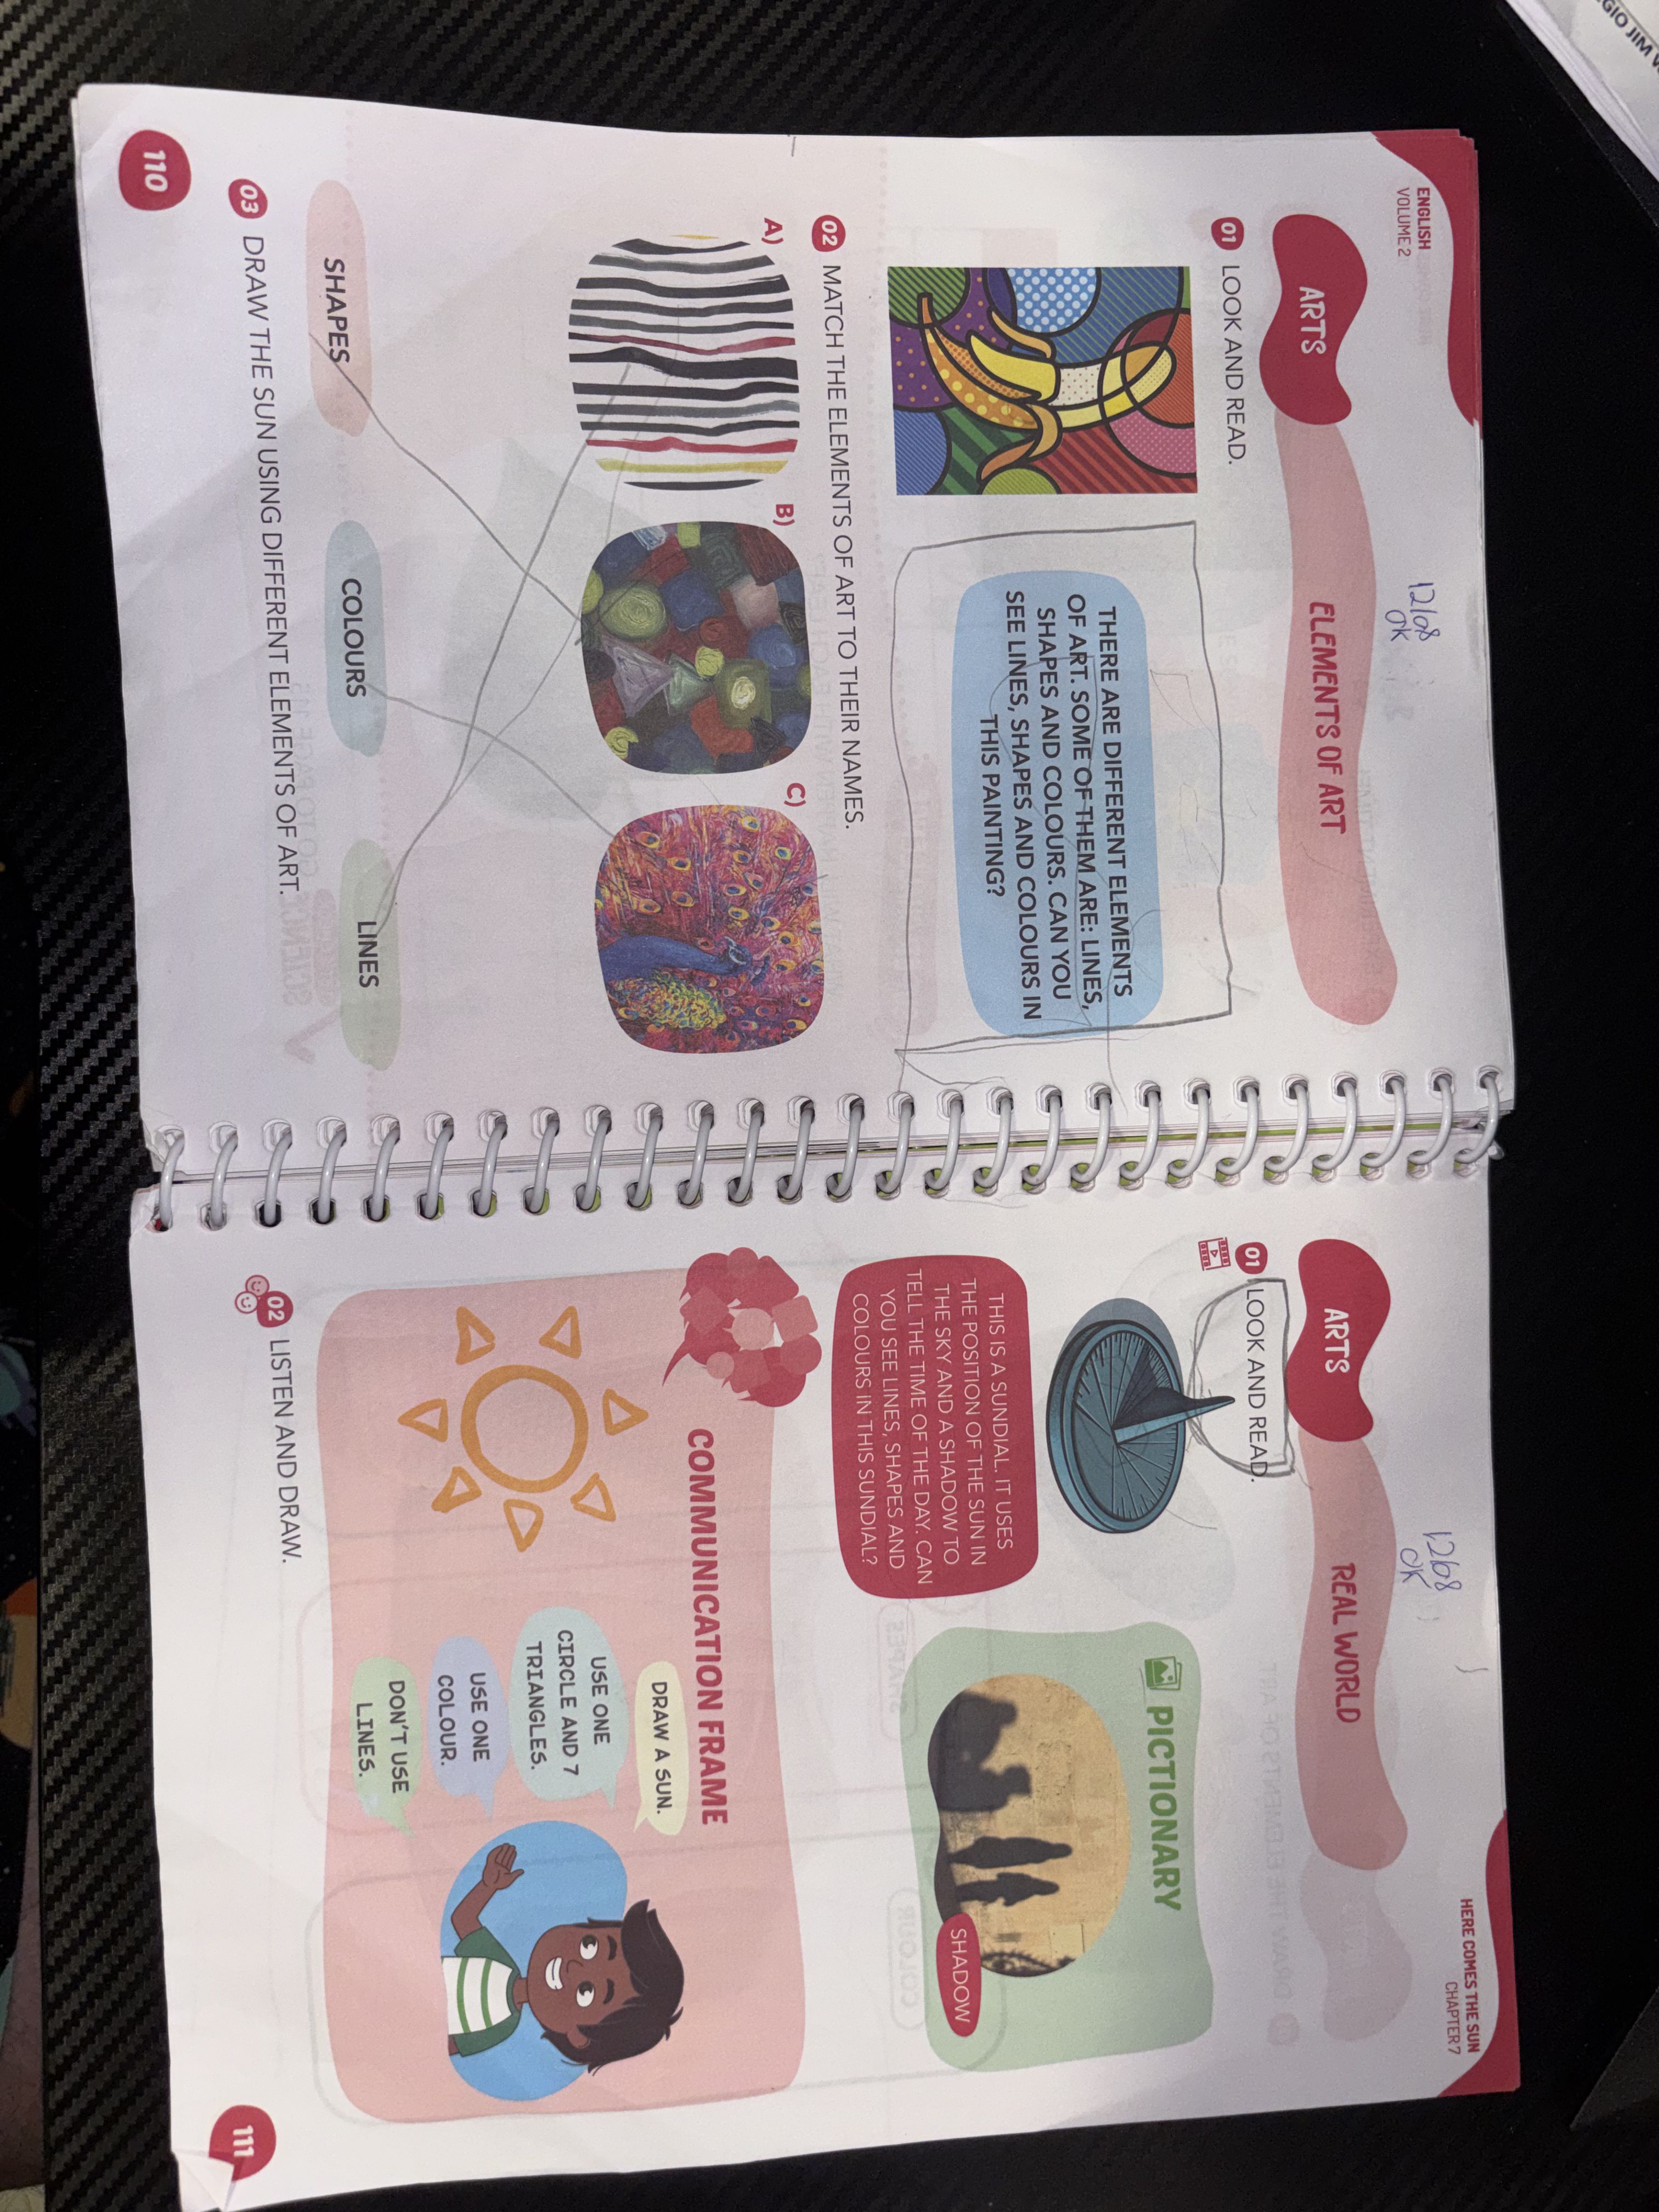 ENGLISH
VOLUME 2
12/08
OK
ARTS
ELEMENTS OF ART
01 LOOK AND READ.
THERE ARE DIFFERENT ELEMENTS
OF ART. SOME OF THEM ARE: LINES,
SHAPES AND COLOURS. CAN YOU
SEE LINES, SHAPES AND COLOURS IN
THIS PAINTING?
02 MATCH THE ELEMENTS OF ART TO THEIR NAMES.
A)
B)
C)
SHAPES
COLOURS
LINES
03 DRAW THE SUN USING DIFFERENT ELEMENTS OF ART.
110
HERE COMES THE SUN
CHAPTER 7
12/08
OK
ARTS
REAL WORLD
01 LOOK AND READ.
THIS IS A SUNDIAL. IT USES
THE POSITION OF THE SUN IN
THE SKY AND A SHADOW TO
TELL THE TIME OF THE DAY. CAN
YOU SEE LINES, SHAPES AND
COLOURS IN THIS SUNDIAL?
PICTIONARY
SHADOW
COMMUNICATION FRAME
DRAW A SUN.
USE ONE
CIRCLE AND 7
TRIANGLES.
USE ONE
COLOUR.
DON'T USE
LINES.
02 LISTEN AND DRAW.
111